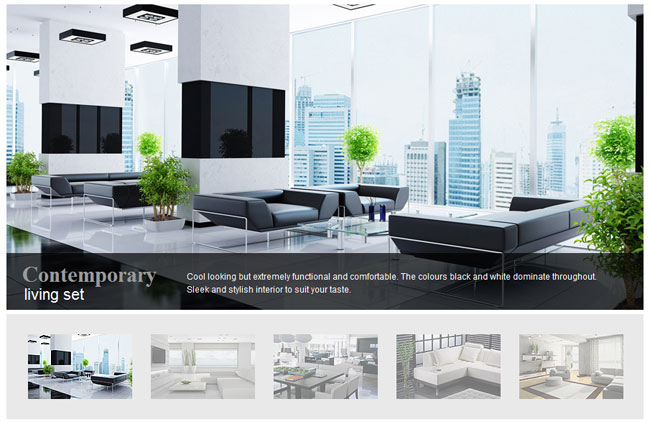 Contemporary
living set
Cool looking but extremely functional and comfortable. The colours black and white dominate throughout.
Sleek and stylish interior to suit your taste.